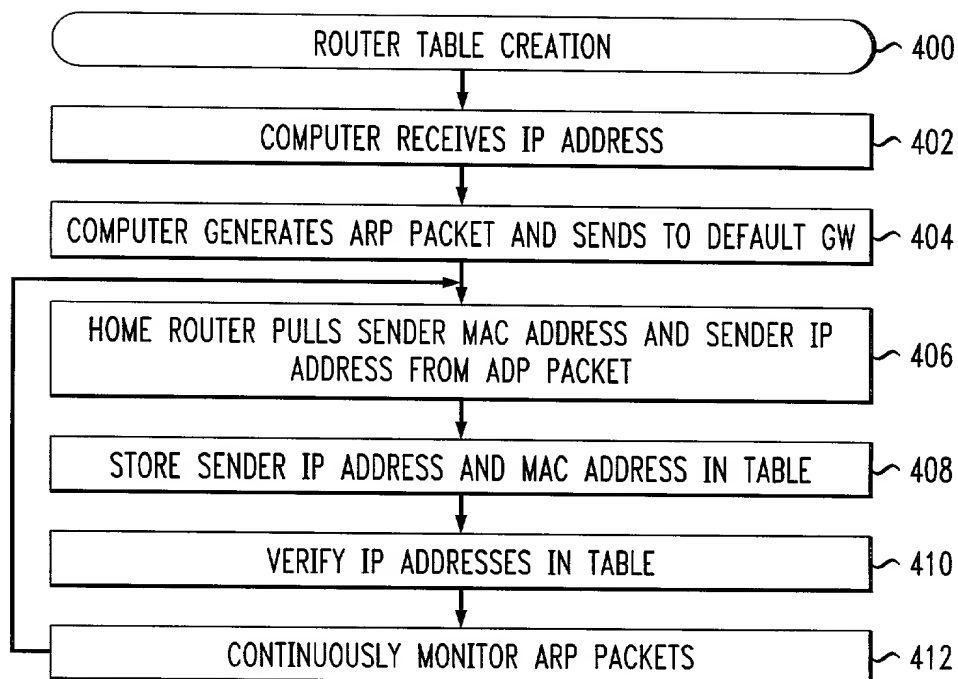 ROUTER TABLE CREATION
400
COMPUTER RECEIVES IP ADDRESS
402
COMPUTER GENERATES ARP PACKET AND SENDS TO DEFAULT GW
404
HOME ROUTER PULLS SENDER MAC ADDRESS AND SENDER IP
ADDRESS FROM ADP PACKET
406
STORE SENDER IP ADDRESS AND MAC ADDRESS IN TABLE
408
VERIFY IP ADDRESSES IN TABLE
410
CONTINUOUSLY MONITOR ARP PACKETS
412